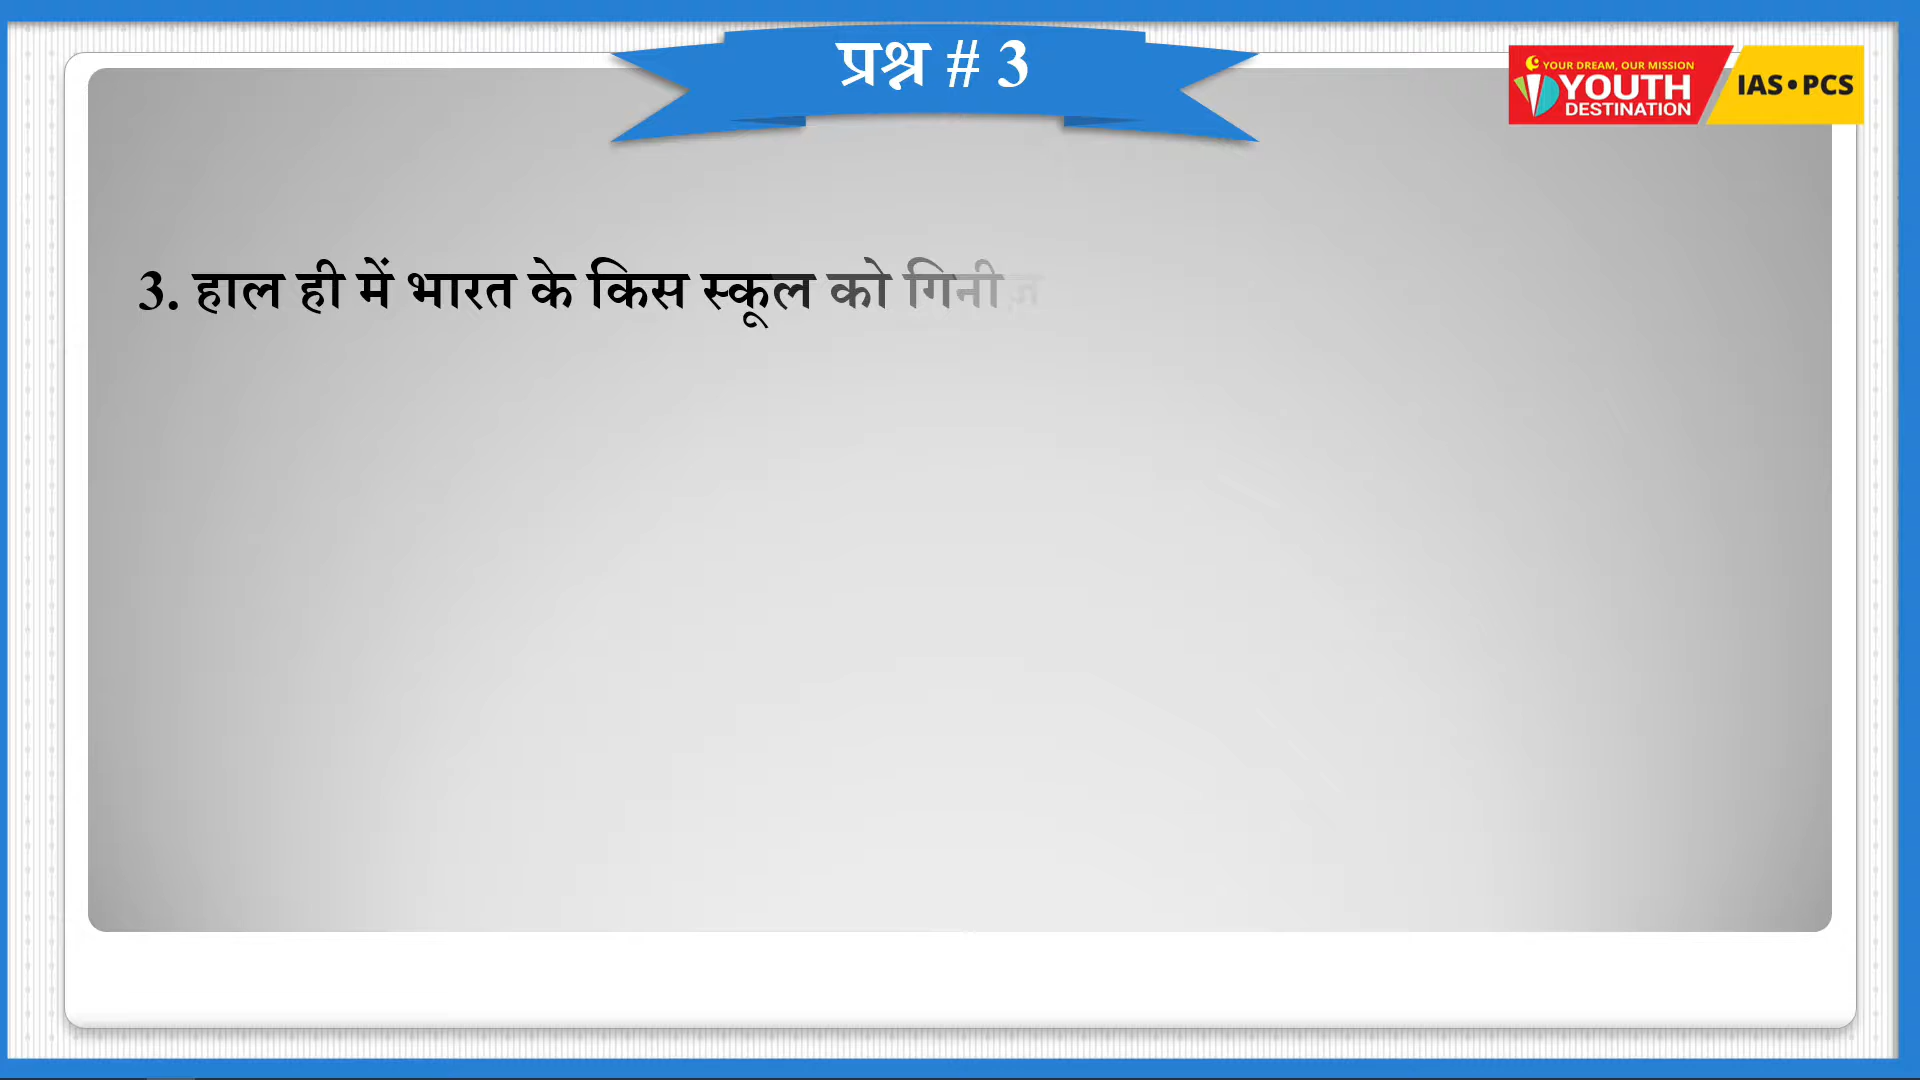 प्रश्न # 3
YOUR DREAM, OUR MISSION
YOUTH
DESTINATION
IAS•PCS
3. हाल ही में भारत के किस स्कूल को गिनीज